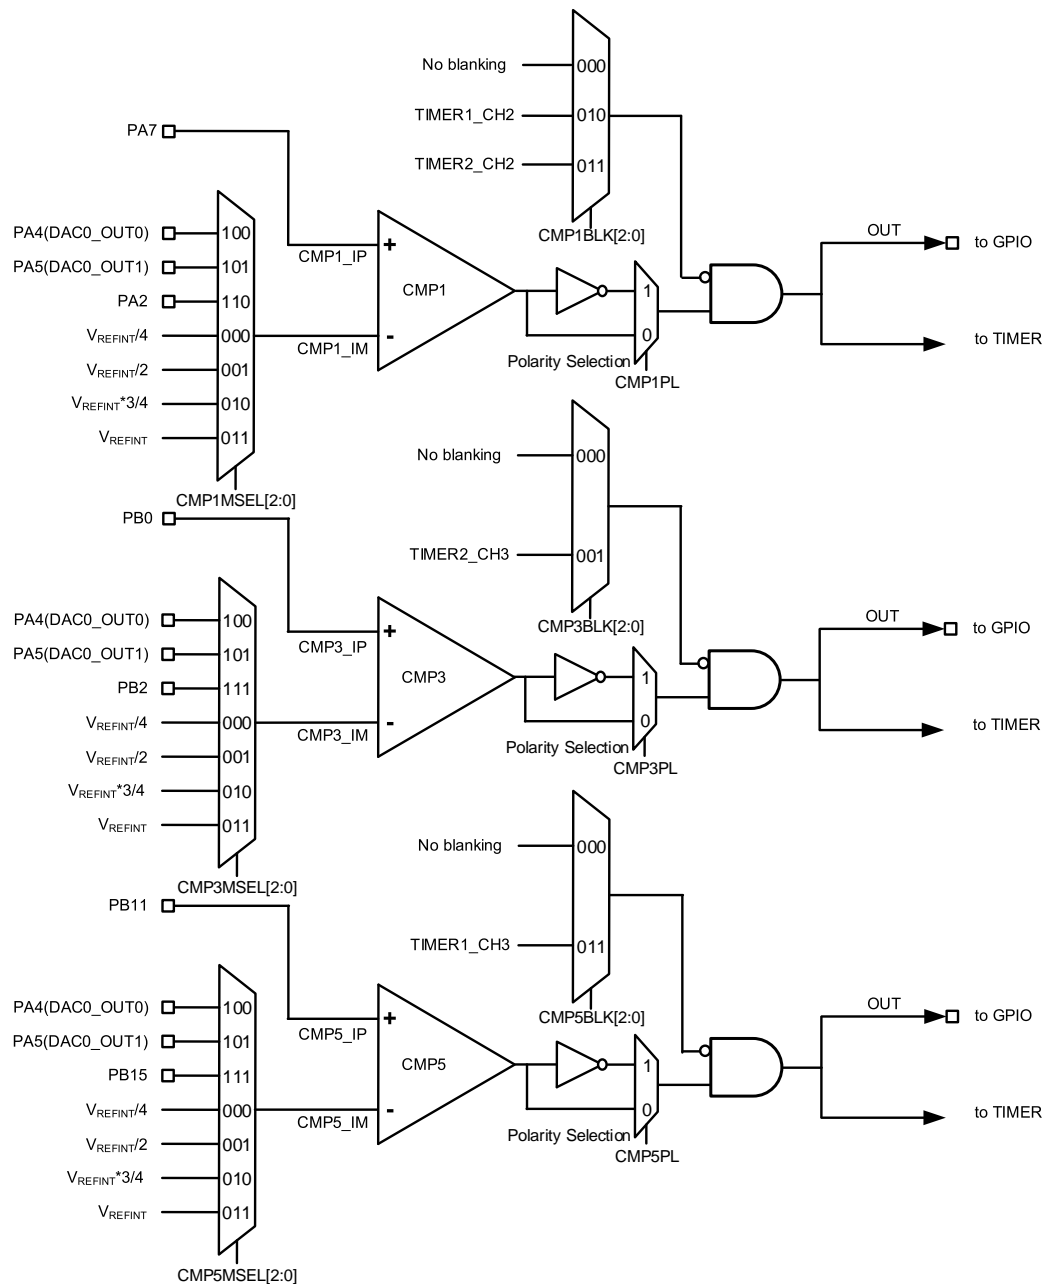 No blanking
000
TIMER1_CH2
010
TIMER2_CH2
011
CMP1BLK[2:0]
PA7
PA4(DAC0_OUT0)
100
PA5(DAC0_OUT1)
101
PA2
110
VREFINT/4
000
VREFINT/2
001
VREFINT*3/4
010
VREFINT
011
CMP1MSEL[2:0]
CMP1_IP
+
CMP1
-
CMP1_IM
1
0
Polarity Selection
CMP1PL
OUT
to GPIO
to TIMER
No blanking
000
TIMER2_CH3
001
CMP3BLK[2:0]
PB0
PA4(DAC0_OUT0)
100
PA5(DAC0_OUT1)
101
PB2
111
VREFINT/4
000
VREFINT/2
001
VREFINT*3/4
010
VREFINT
011
CMP3MSEL[2:0]
CMP3_IP
+
CMP3
-
CMP3_IM
1
0
Polarity Selection
CMP3PL
OUT
to GPIO
to TIMER
No blanking
000
TIMER1_CH3
011
CMP5BLK[2:0]
PB11
PA4(DAC0_OUT0)
100
PA5(DAC0_OUT1)
101
PB15
111
VREFINT/4
000
VREFINT/2
001
VREFINT*3/4
010
VREFINT
011
CMP5MSEL[2:0]
CMP5_IP
+
CMP5
-
CMP5_IM
1
0
Polarity Selection
CMP5PL
OUT
to GPIO
to TIMER